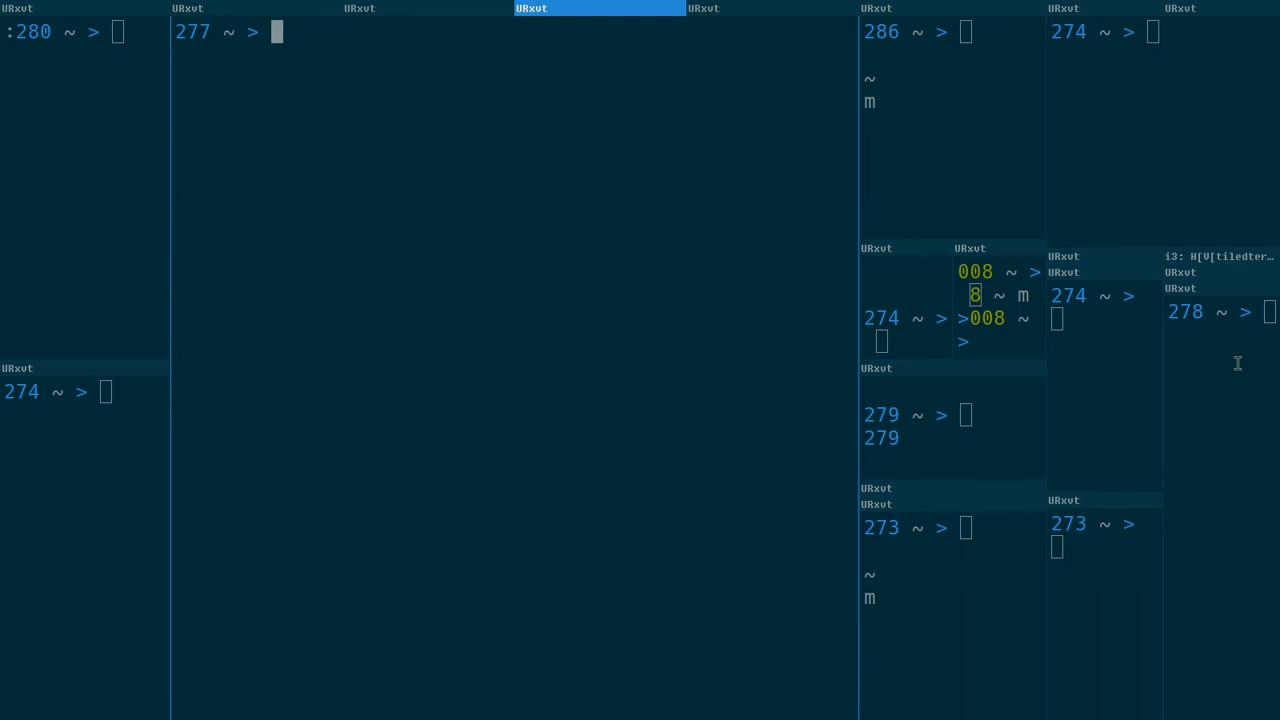 URxvt
:280 ~ >
URxvt
274 ~ >
URxvt URxvt URxvt URxvt
277 ~ >
URxvt
286 ~ >
~
m
URxvt
274 ~ >
URxvt
008 ~ >
8 ~ m
>008 ~
>
URxvt
279 ~ >
279
URxvt
URxvt
273 ~ >
~
m
URxvt URxvt
274 ~ >
URxvt
URxvt
274 ~ >
URxvt
273 ~ >
i3: H[V[tiledter…
URxvt
URxvt
278 ~ >